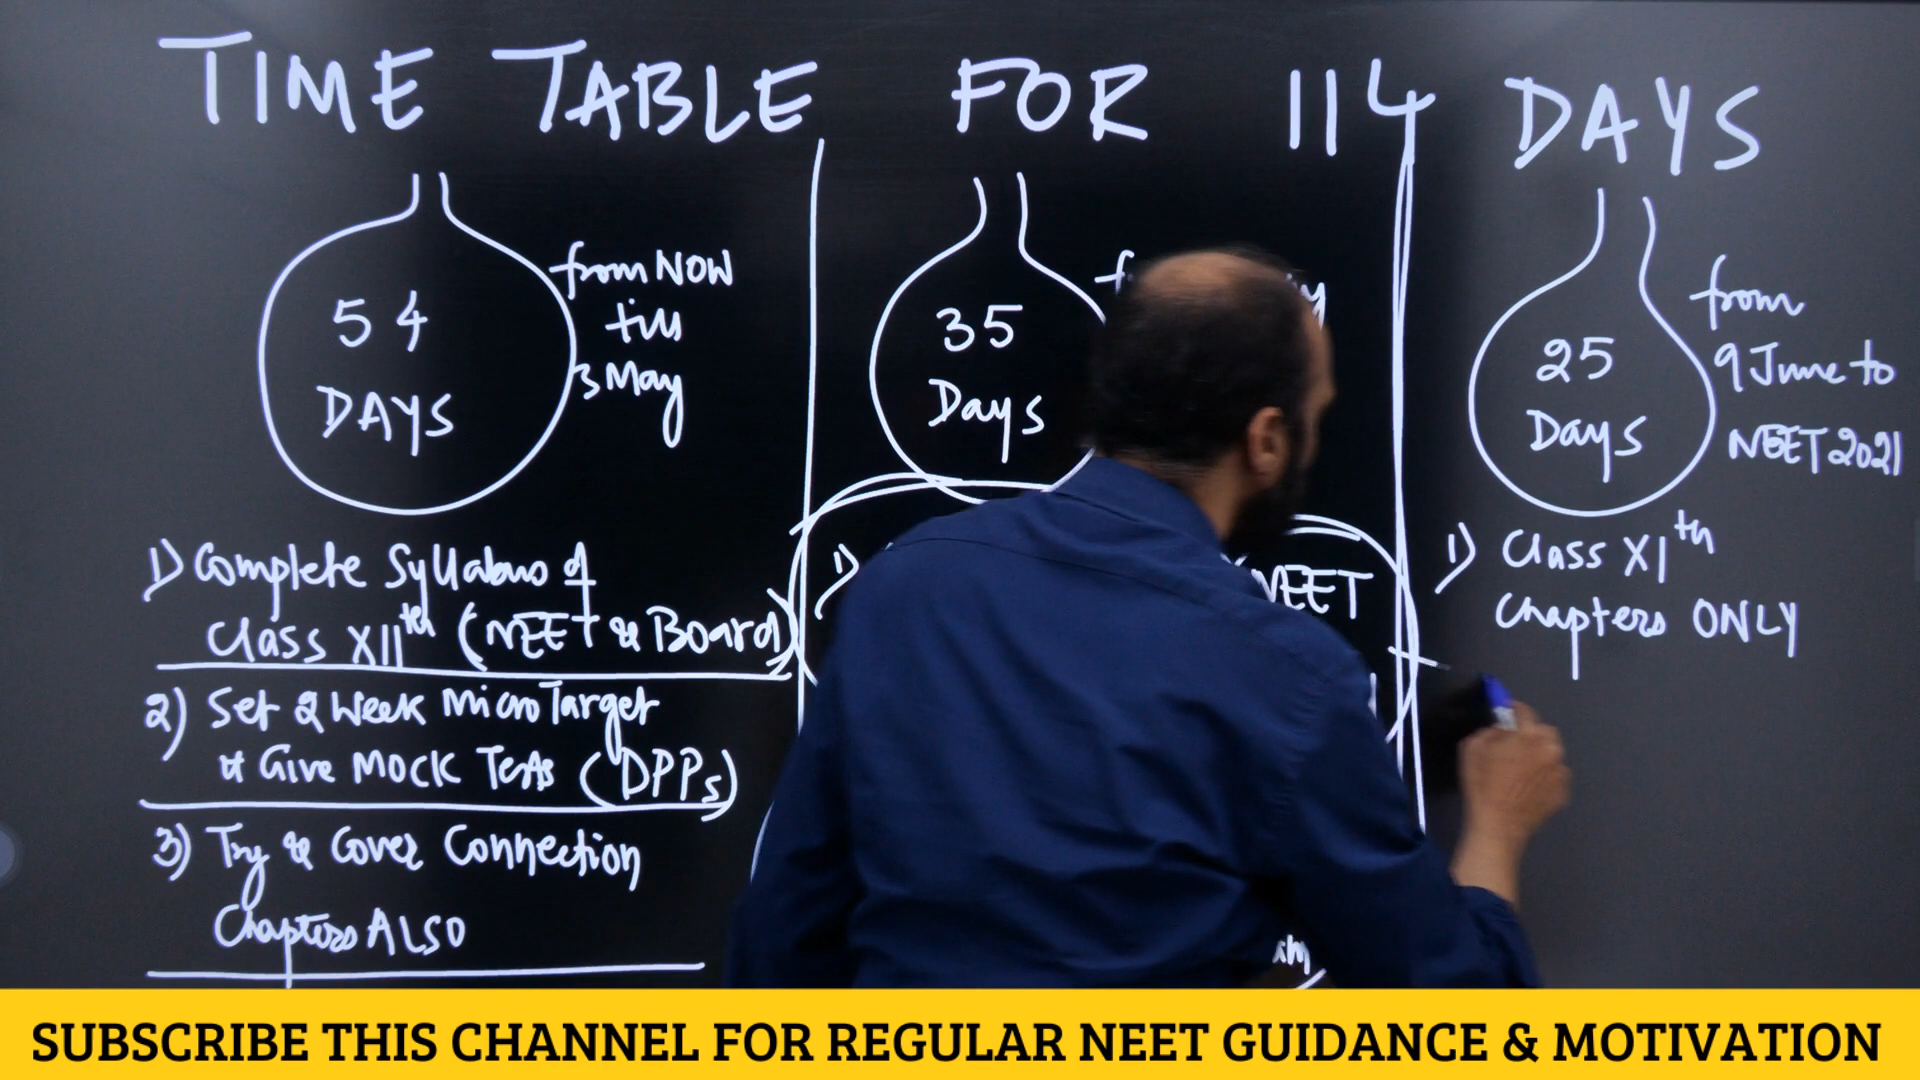 TIME TABLE FOR 114 DAYS
54
DAYS
from NOW
till
3 May
1) Complete Syllabus of
Class XIIth (NEET & Board)
2) Set 2 Week Micro Target
& Give MOCK Tests (DPPs)
3) Try & Cover Connection
Chapters ALSO
35
Days
1)
NEET
25
Days
from
9 June to
NEET 2021
1) Class XIth
Chapters ONLY
SUBSCRIBE THIS CHANNEL FOR REGULAR NEET GUIDANCE & MOTIVATION